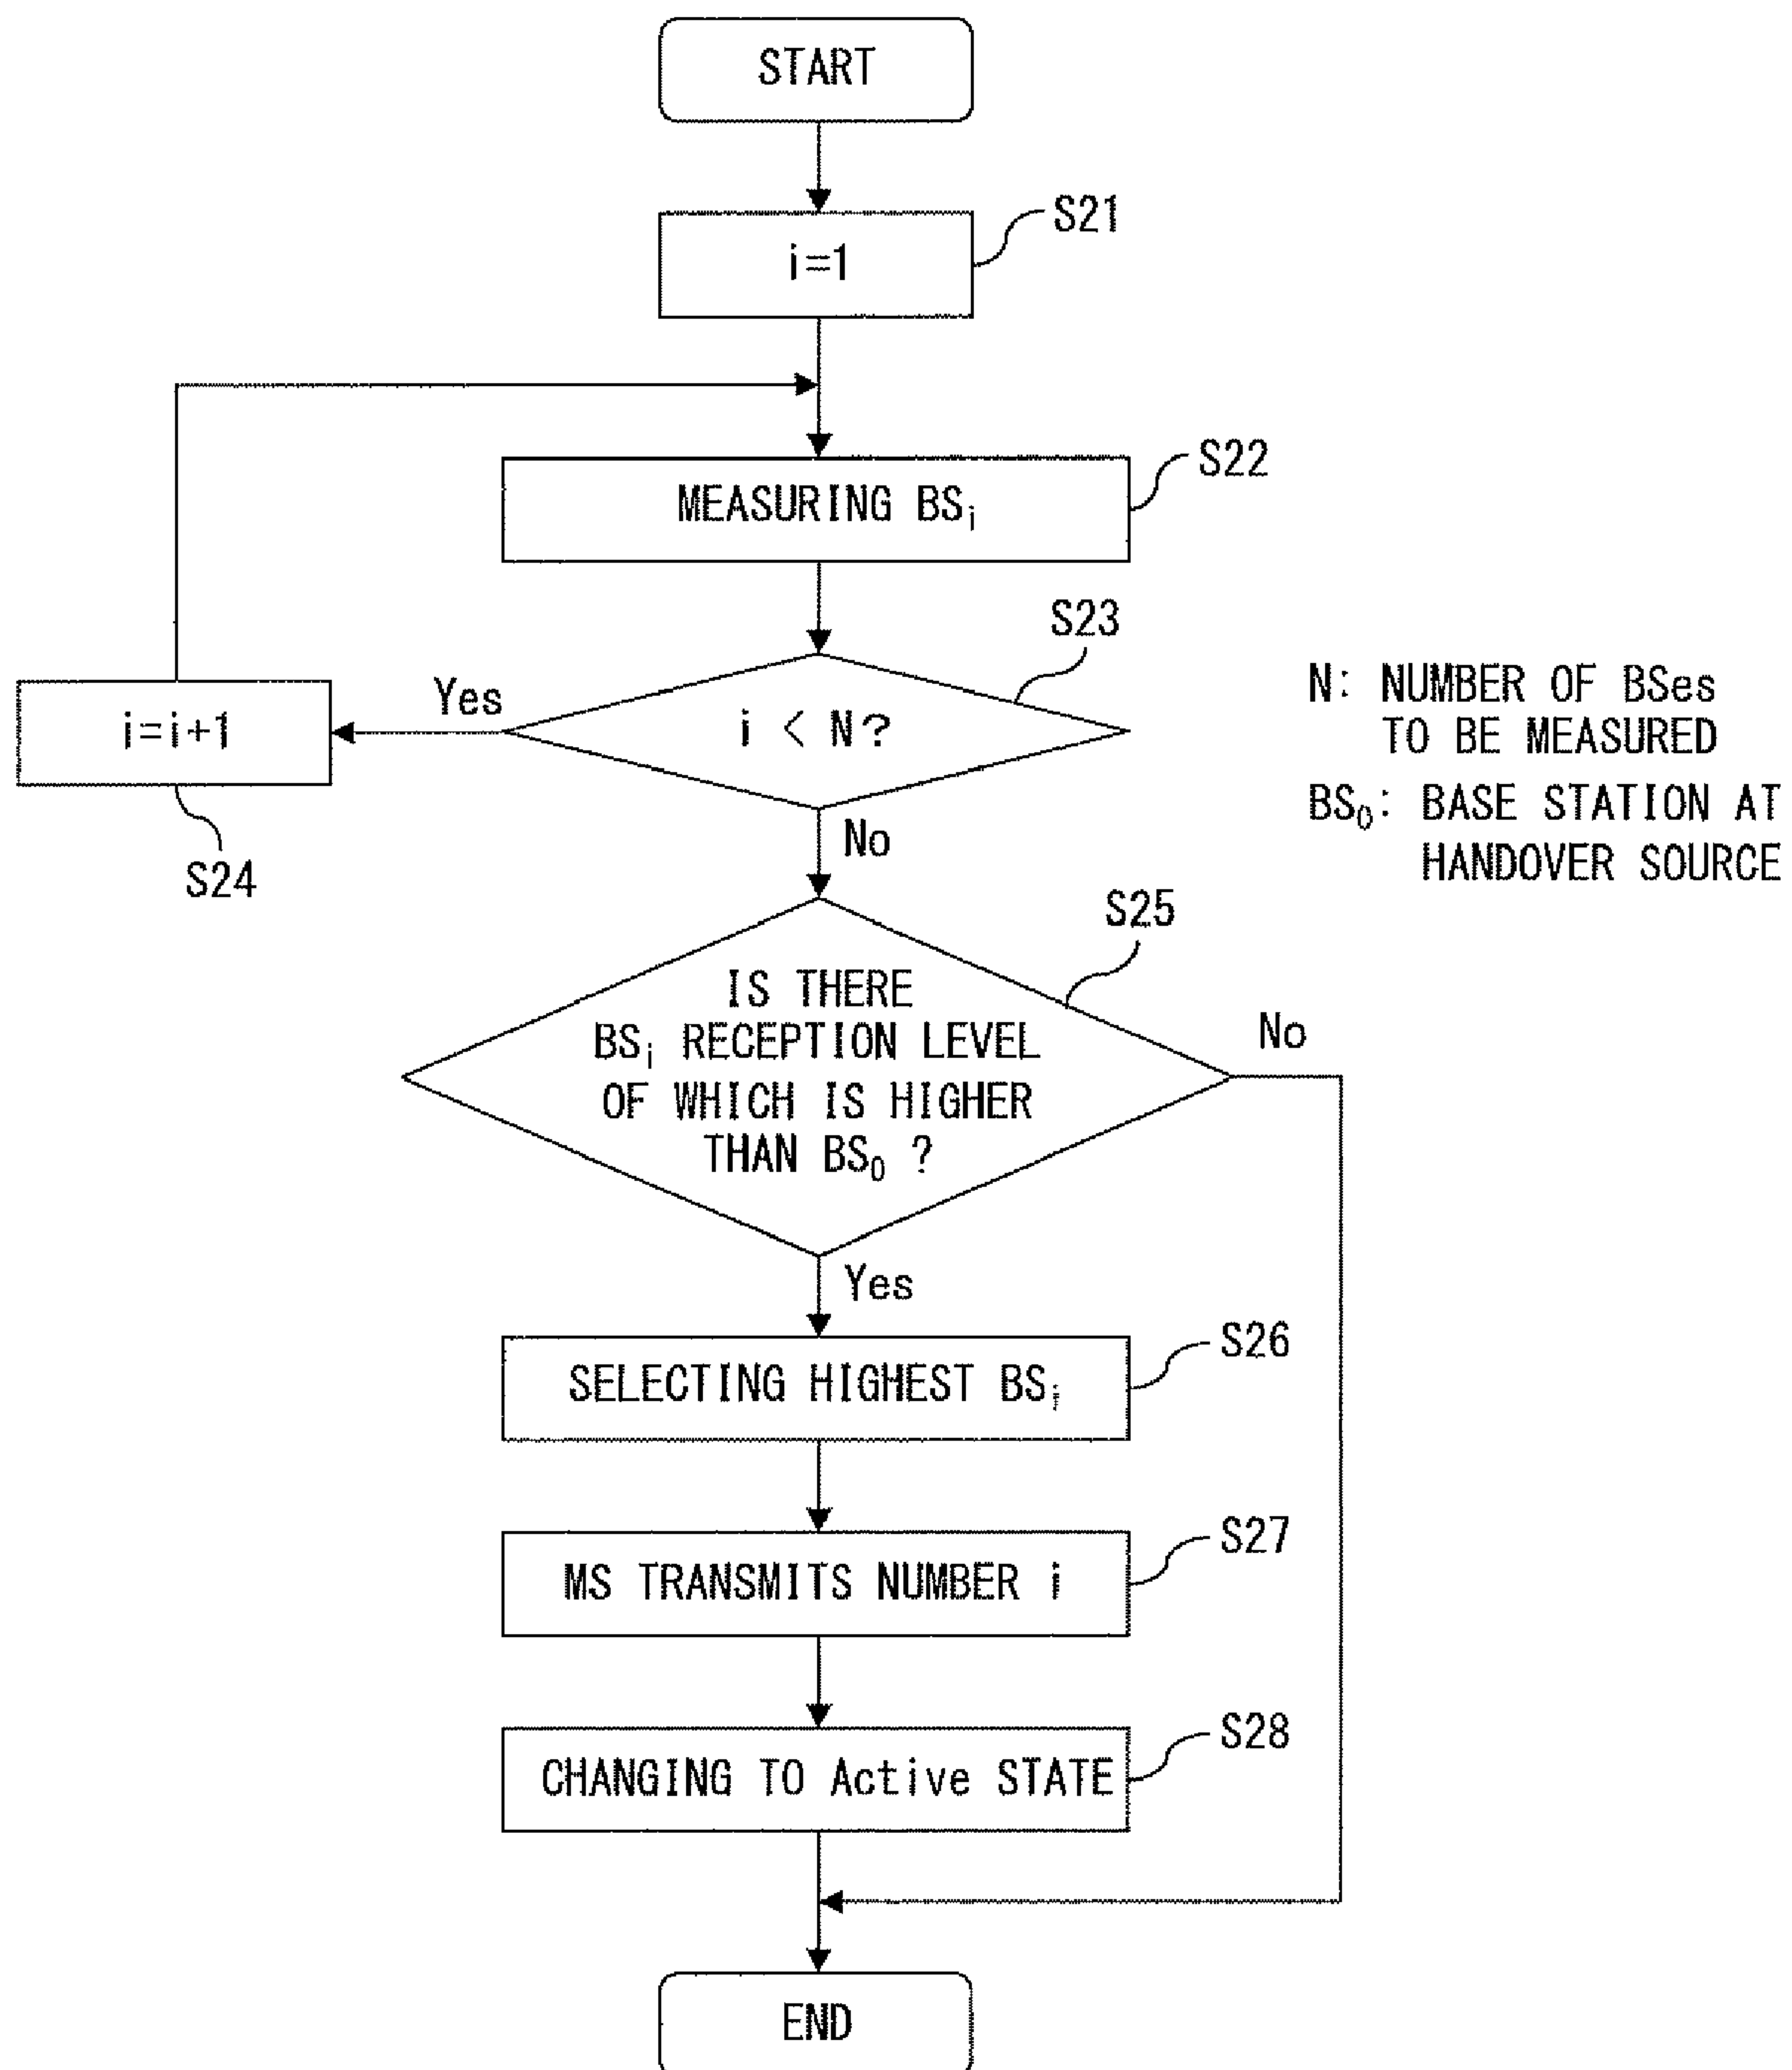 START
S21
i=1
S22
MEASURING BSi
S23
i < N?
Yes
i=i+1
S24
No
N: NUMBER OF BSes
TO BE MEASURED
BS0: BASE STATION AT
HANDOVER SOURCE
S25
IS THERE
BSi RECEPTION LEVEL
OF WHICH IS HIGHER
THAN BS0 ?
No
Yes
S26
SELECTING HIGHEST BSi
S27
MS TRANSMITS NUMBER i
S28
CHANGING TO Active STATE
END